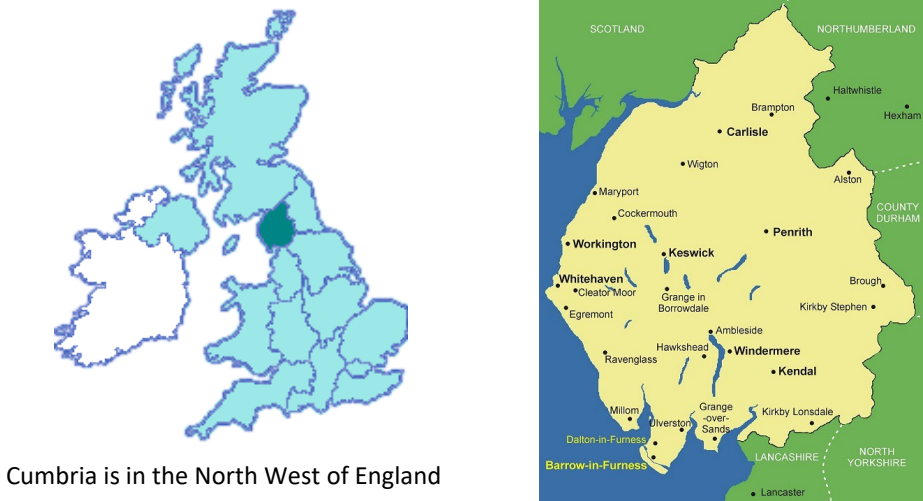 Cumbria is in the North West of England
SCOTLAND
NORTHUMBERLAND
Haltwhistle
Hexham
Brampton
Carlisle
Wigton
Alston
Maryport
COUNTY
DURHAM
Cockermouth
Penrith
Workington
Keswick
Whitehaven
Cleator Moor
Grange in
Borrowdale
Brough
Kirkby Stephen
Egremont
Ambleside
Hawkshead
Windermere
Ravenglass
Kendal
Millom
Ulverston
Grange
-over-
Sands
Kirkby Lonsdale
Dalton-in-Furness
Barrow-in-Furness
LANCASHIRE
NORTH
YORKSHIRE
Lancaster